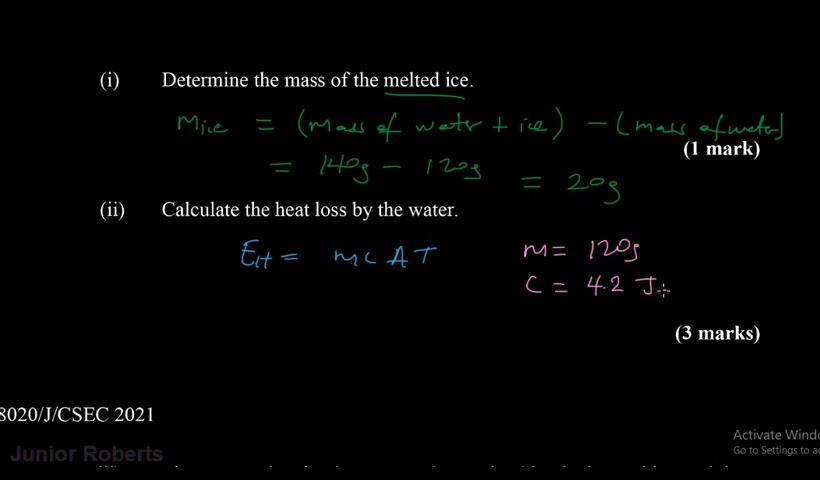 (i) Determine the mass of the melted ice.
Mice = (mass of water + ice) - (mass of water)
(1 mark)
= 140g - 120g = 20g
(ii) Calculate the heat loss by the water.
EH = mCΔT m = 120g
C = 4.2 J
(3 marks)
8020/J/CSEC 2021
Junior Roberts
Activate Windo
Go to Settings to a